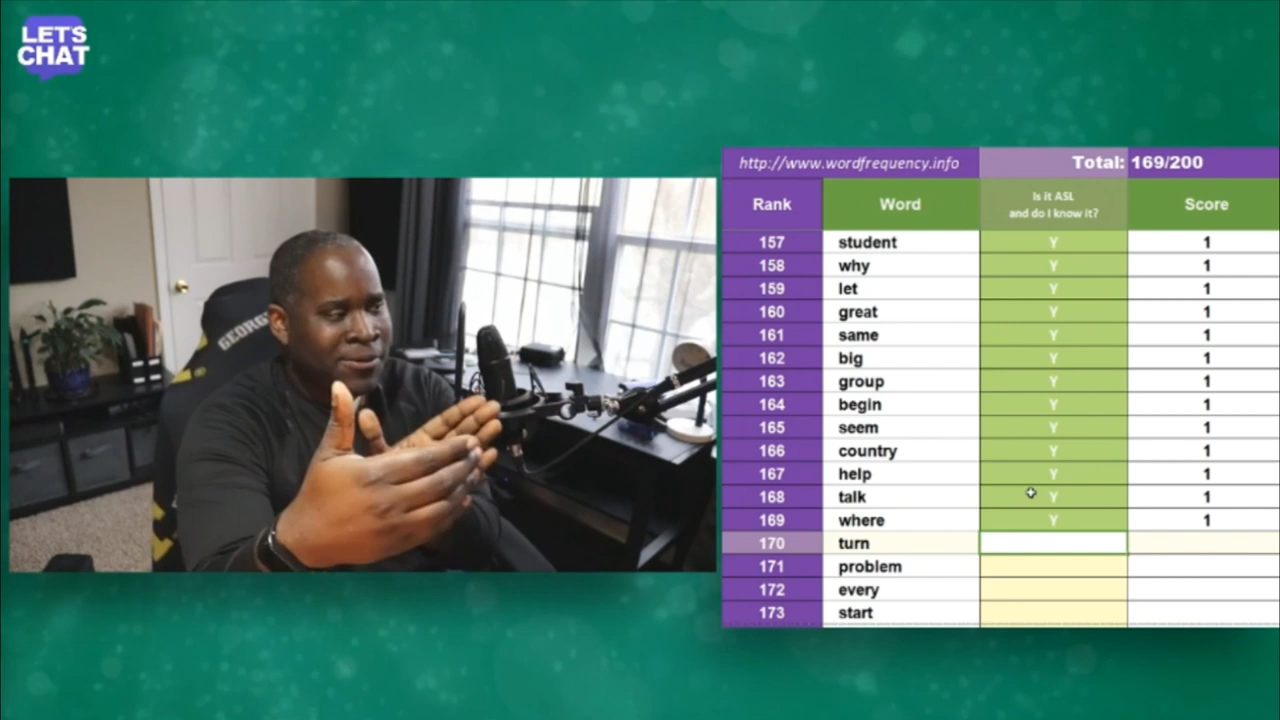 LET'S
CHAT
http://www.wordfrequency.info Total: 169/200
Rank Word Is it ASL and do I know it? Score
157 student Y 1
158 why Y 1
159 let Y 1
160 great Y 1
161 same Y 1
162 big Y 1
163 group Y 1
164 begin Y 1
165 seem Y 1
166 country Y 1
167 help Y 1
168 talk Y 1
169 where Y 1
170 turn
171 problem
172 every
173 start